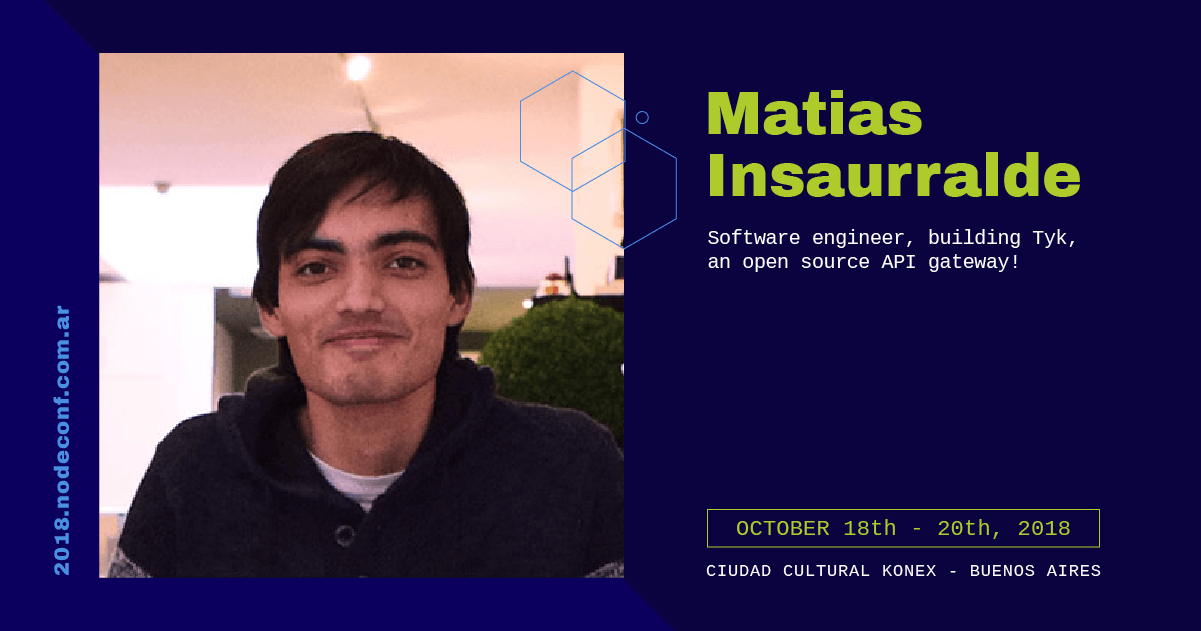 Matias
Insaurralde
Software engineer, building Tyk,
an open source API gateway!
OCTOBER 18th - 20th, 2018
CIUDAD CULTURAL KONEX - BUENOS AIRES
2018.nodeconf.com.ar